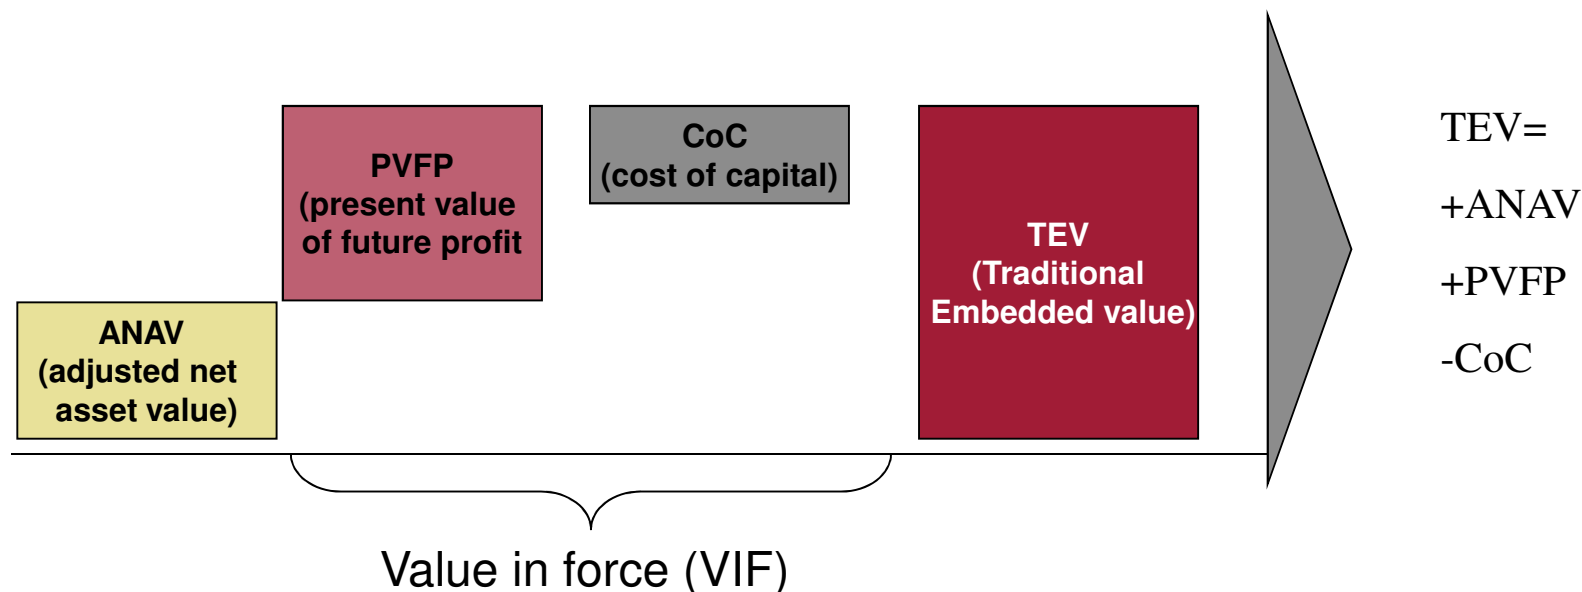 ANAV
(adjusted net
asset value)
PVFP
(present value
of future profit
CoC
(cost of capital)
TEV
(Traditional
Embedded value)
TEV=
+ANAV
+PVFP
-CoC
Value in force (VIF)